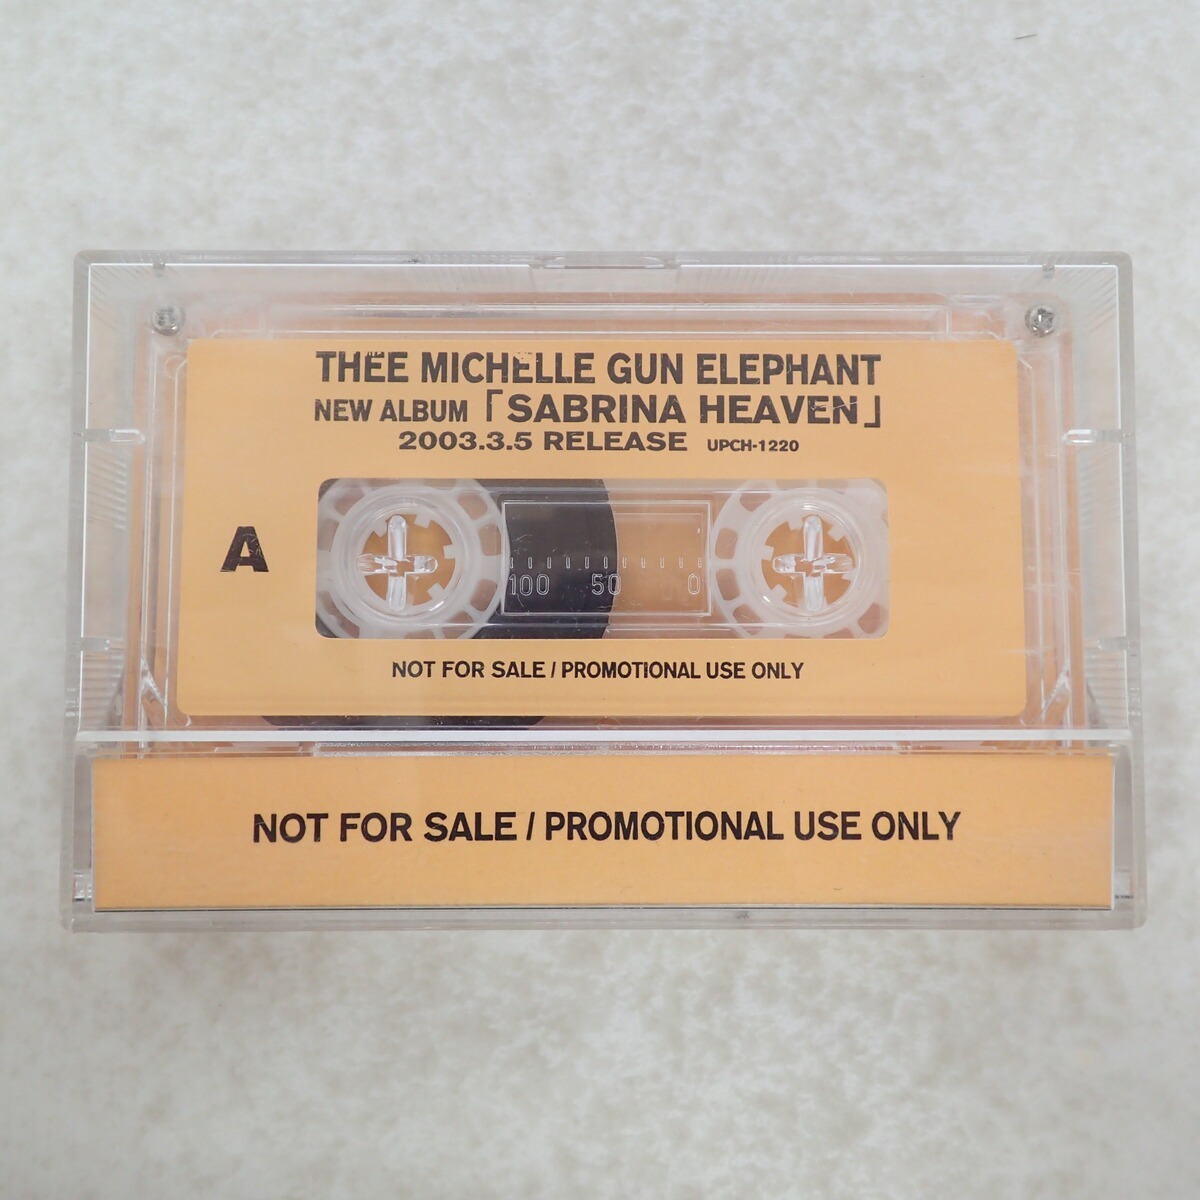 THEE MICHELLE GUN ELEPHANT
NEW ALBUM「SABRINA HEAVEN」
2003.3.5 RELEASE UPCH-1220
A
100 50 0
NOT FOR SALE / PROMOTIONAL USE ONLY
NOT FOR SALE / PROMOTIONAL USE ONLY